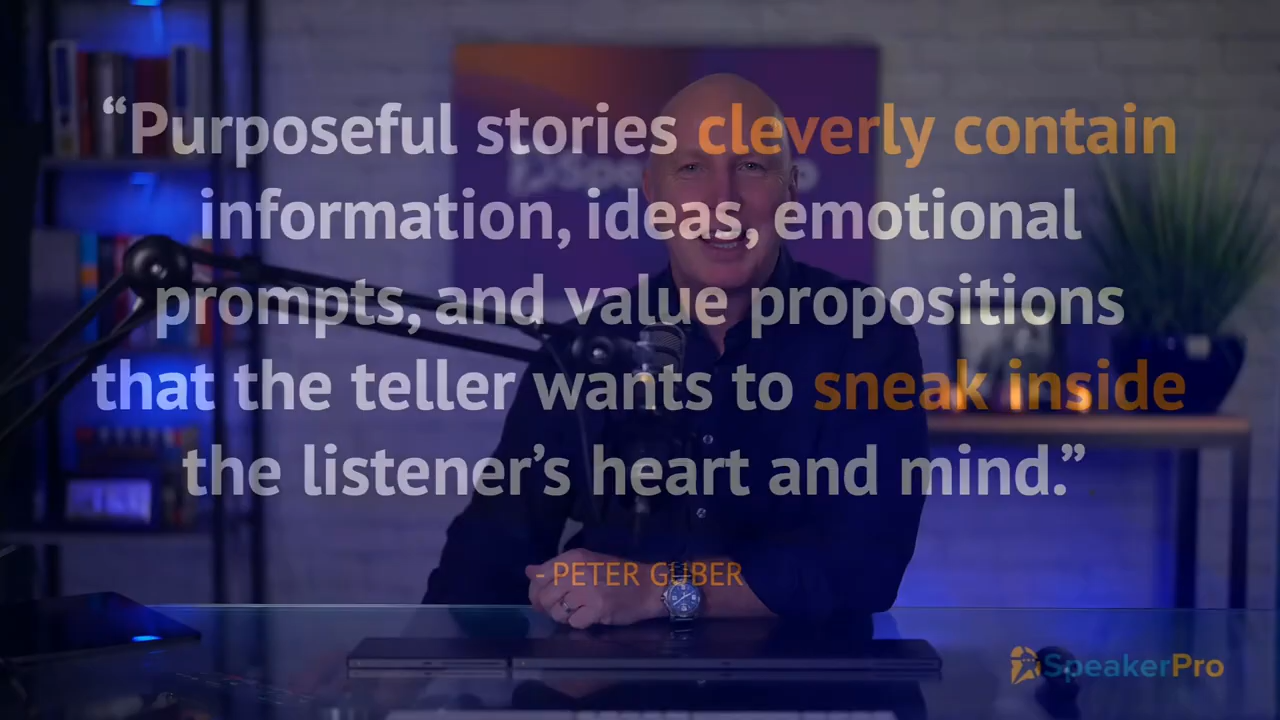 “Purposeful stories cleverly contain
information, ideas, emotional
prompts, and value propositions
that the teller wants to sneak inside
the listener’s heart and mind.”
- PETER GUBER
SpeakerPro